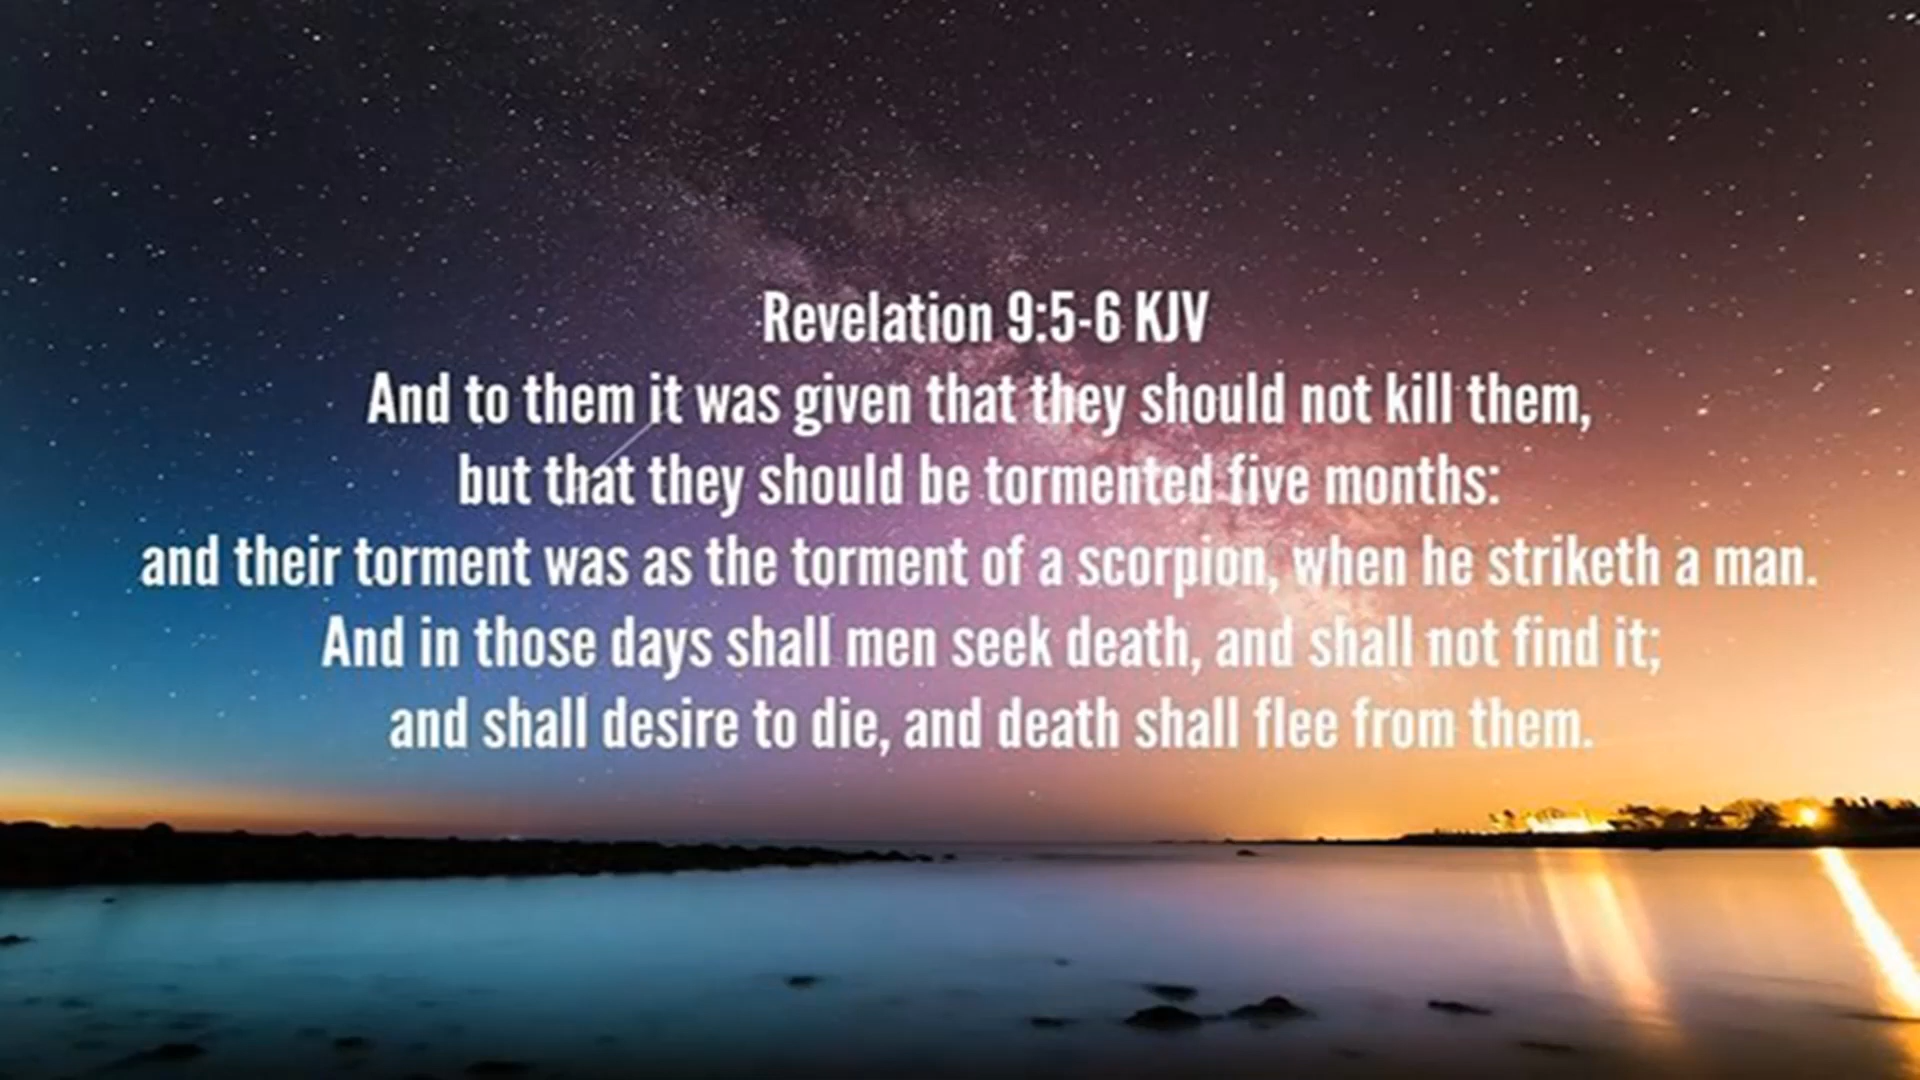 Revelation 9:5-6 KJV
And to them it was given that they should not kill them,
but that they should be tormented five months:
and their torment was as the torment of a scorpion, when he striketh a man.
And in those days shall men seek death, and shall not find it;
and shall desire to die, and death shall flee from them.